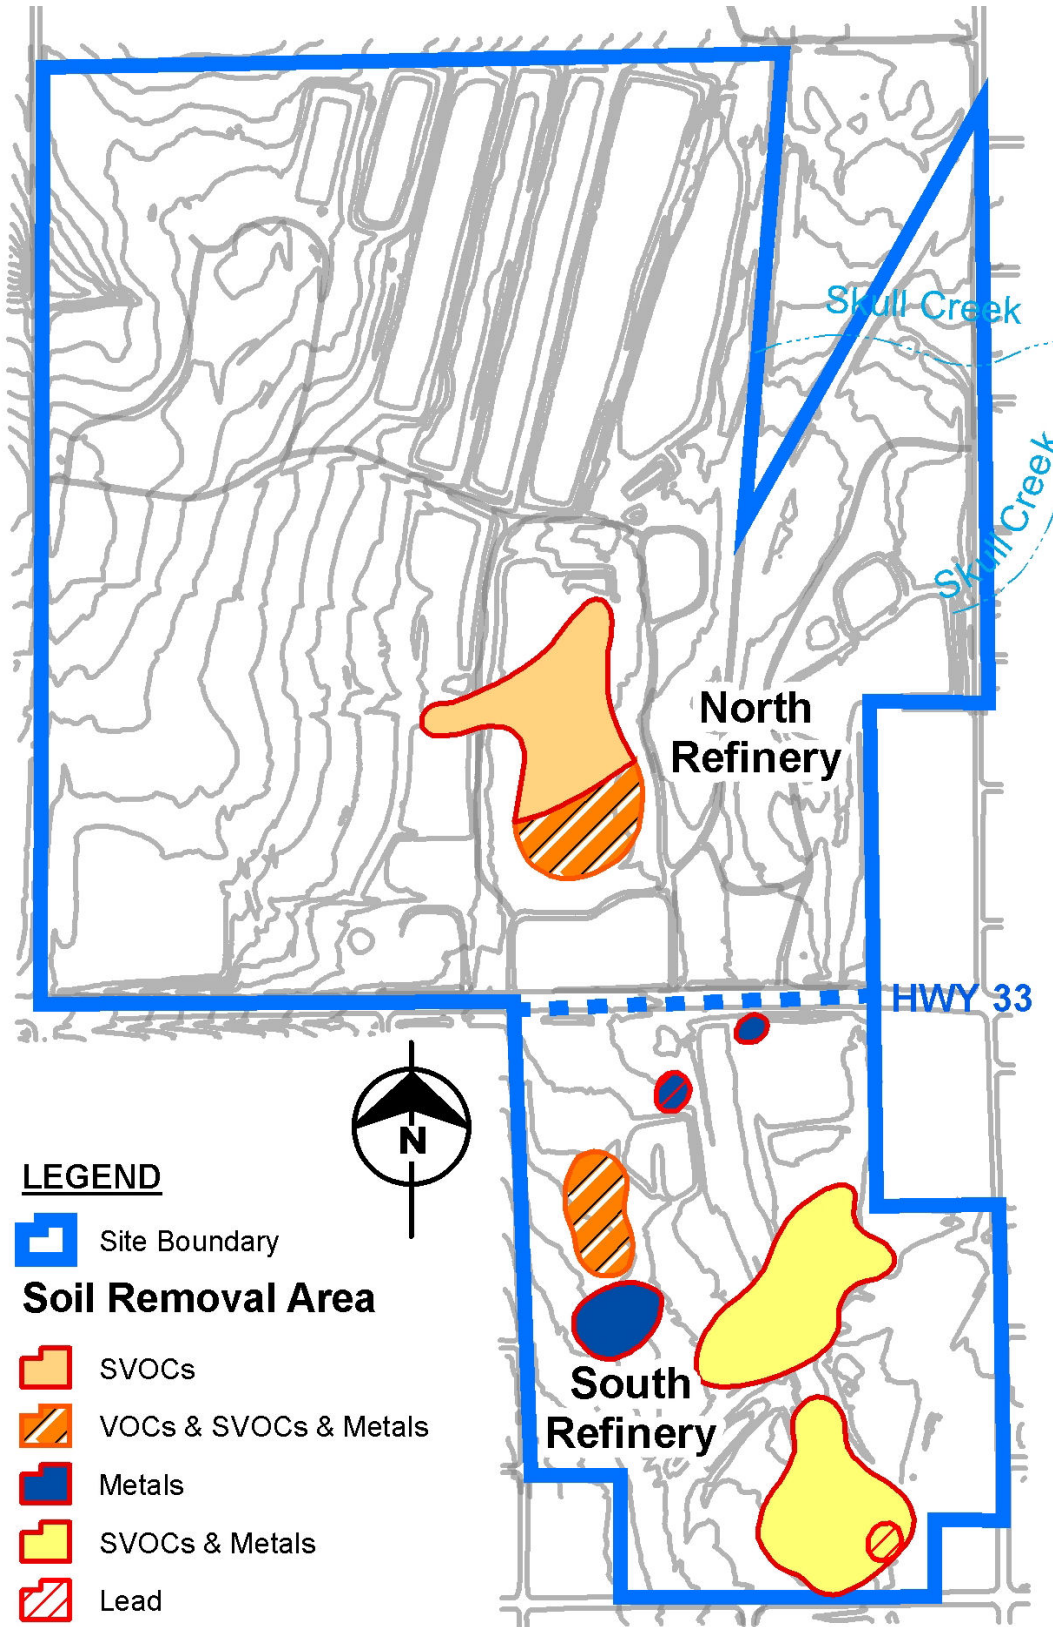 Skull Creek
Skull Creek
North
Refinery
HWY 33
N
LEGEND
Site Boundary
Soil Removal Area
SVOCs
VOCs & SVOCs & Metals
Metals
SVOCs & Metals
Lead
South
Refinery